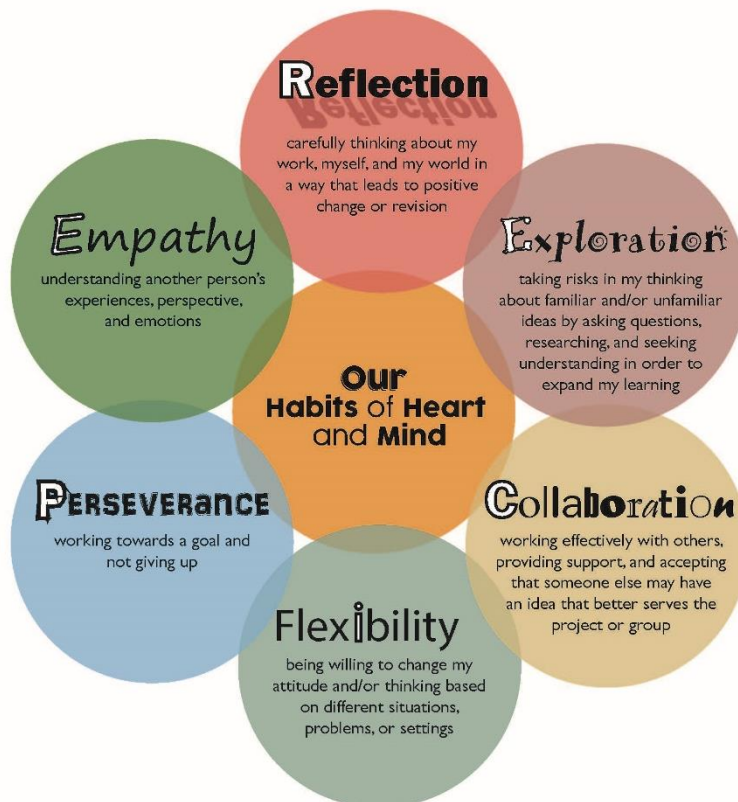 Reflection
carefully thinking about my
work, myself, and my world in
a way that leads to positive
change or revision
Empathy
understanding another person's
experiences, perspective,
and emotions
Exploration
taking risks in my thinking
about familiar and/or unfamiliar
ideas by asking questions,
researching, and seeking
understanding in order to
expand my learning
Our
Habits of Heart
and Mind
PERSEVERANCE
working towards a goal and
not giving up
Collaboration
working effectively with others,
providing support, and accepting
that someone else may have
an idea that better serves the
project or group
Flexibility
being willing to change my
attitude and/or thinking based
on different situations,
problems, or settings